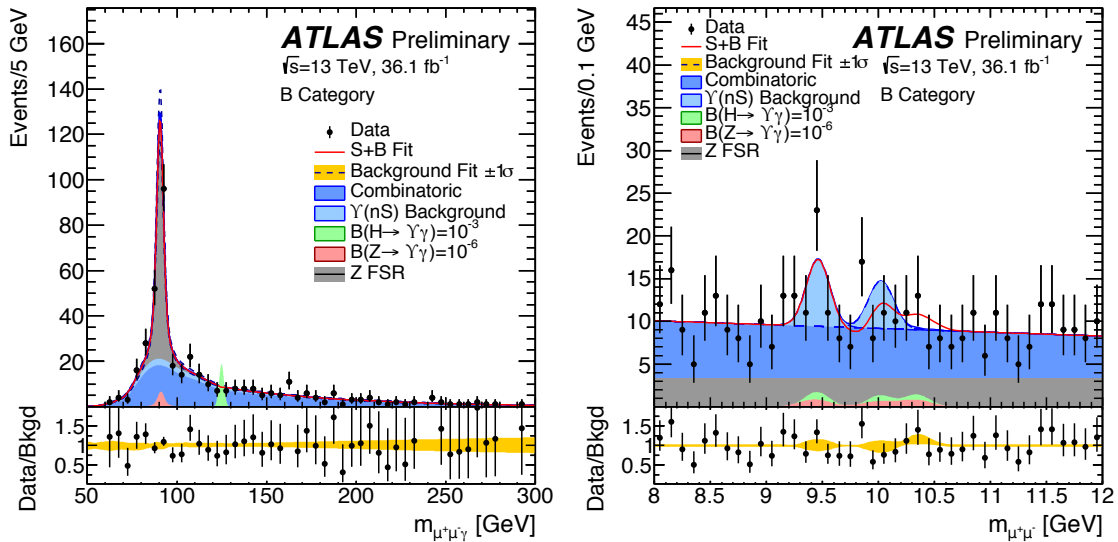 Events/5 GeV
160
140
120
100
80
60
40
20
ATLAS Preliminary
√s=13 TeV, 36.1 fb⁻¹
B Category
Data
S+B Fit
Background Fit ±1σ
Combinatoric
ϒ(nS) Background
B(H→ ϒγ)=10⁻³
B(Z→ ϒγ)=10⁻⁶
Z FSR
Data/Bkgd
1.5
1
0.5
50 100 150 200 250 300
m_μ⁺μ⁻γ [GeV]
Events/0.1 GeV
45
40
35
30
25
20
15
10
5
0
Data
S+B Fit
Background Fit ±1σ
Combinatoric
ϒ(nS) Background
B(H→ ϒγ)=10⁻³
B(Z→ ϒγ)=10⁻⁶
Z FSR
ATLAS Preliminary
√s=13 TeV, 36.1 fb⁻¹
B Category
Data/Bkgd
1.5
1
0.5
8 8.5 9 9.5 10 10.5 11 11.5 12
m_μ⁺μ⁻ [GeV]